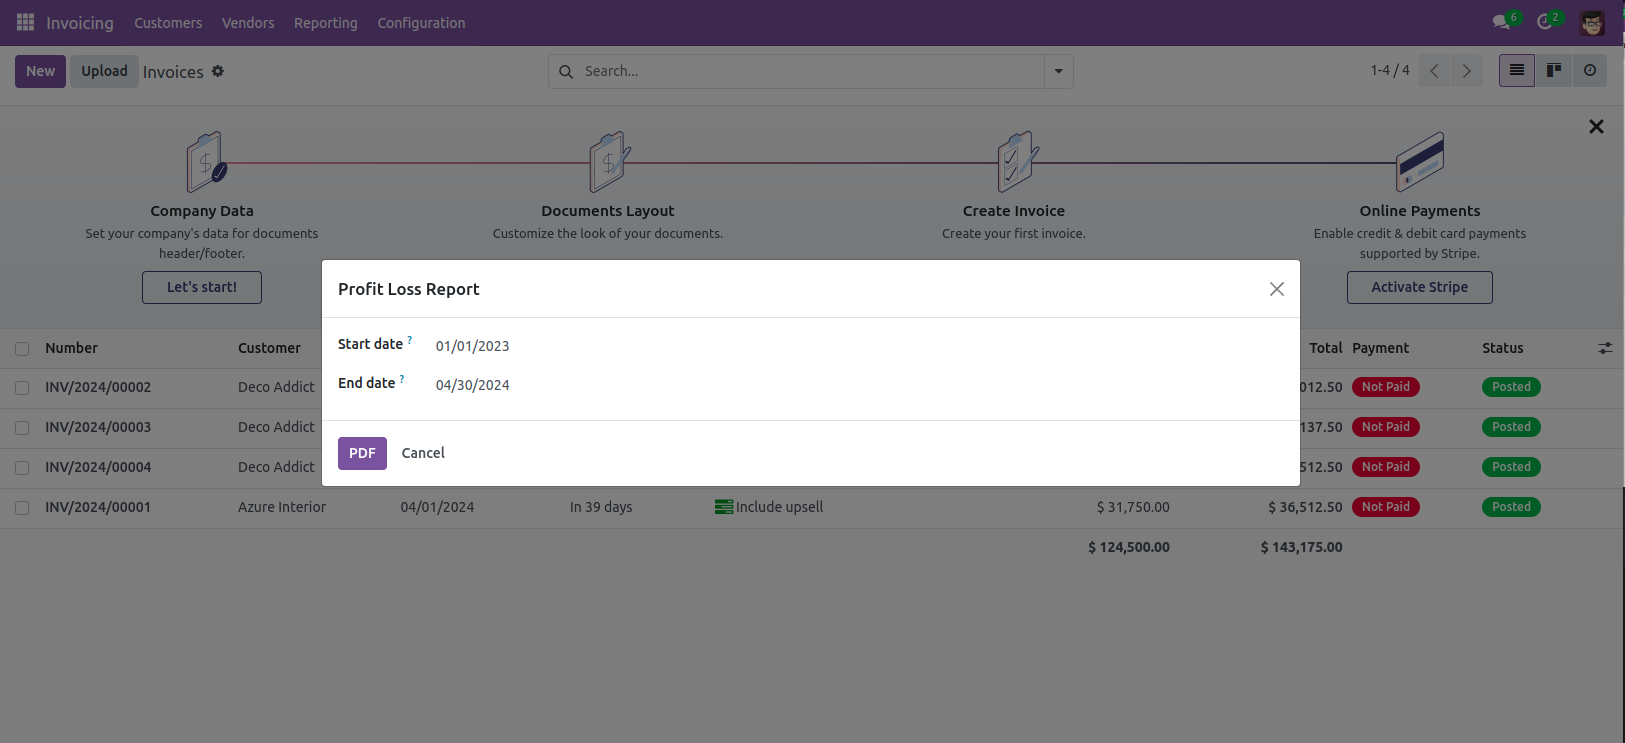 Invoicing Customers Vendors Reporting Configuration 6 2
New Upload Invoices Search... 1-4 / 4
Company Data Documents Layout Create Invoice Online Payments
Set your company's data for documents Customize the look of your documents. Create your first invoice. Enable credit & debit card payments
header/footer. supported by Stripe.
Let's start! Activate Stripe
Profit Loss Report
Start date ? 01/01/2023
End date ? 04/30/2024
PDF Cancel
Number Customer Total Payment Status
INV/2024/00002 Deco Addict 012.50 Not Paid Posted
INV/2024/00003 Deco Addict 137.50 Not Paid Posted
INV/2024/00004 Deco Addict 512.50 Not Paid Posted
INV/2024/00001 Azure Interior 04/01/2024 In 39 days Include upsell $ 31,750.00 $ 36,512.50 Not Paid Posted
$ 124,500.00 $ 143,175.00